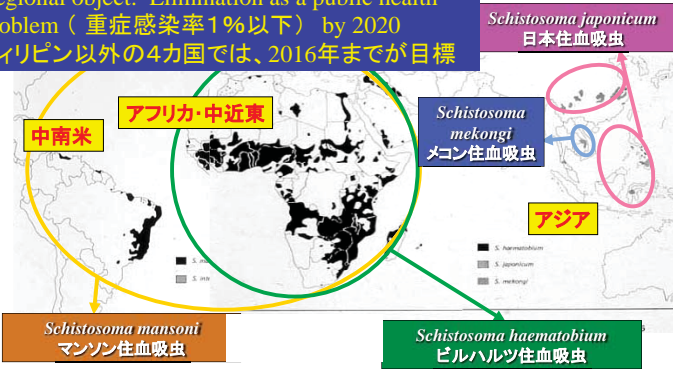 egional object: Elimination as a public health
oblem ( 重症感染率1%以下) by 2020
ィリピン以外の4カ国では、2016年までが目標
Schistosoma japonicum
日本住血吸虫
アフリカ・中近東
中南米
Schistosoma
mekongi
メコン住血吸虫
アジア
S. haematobium
S. japonicum
S. mekongi
Schistosoma mansoni
マンソン住血吸虫
Schistosoma haematobium
ビルハルツ住血吸虫